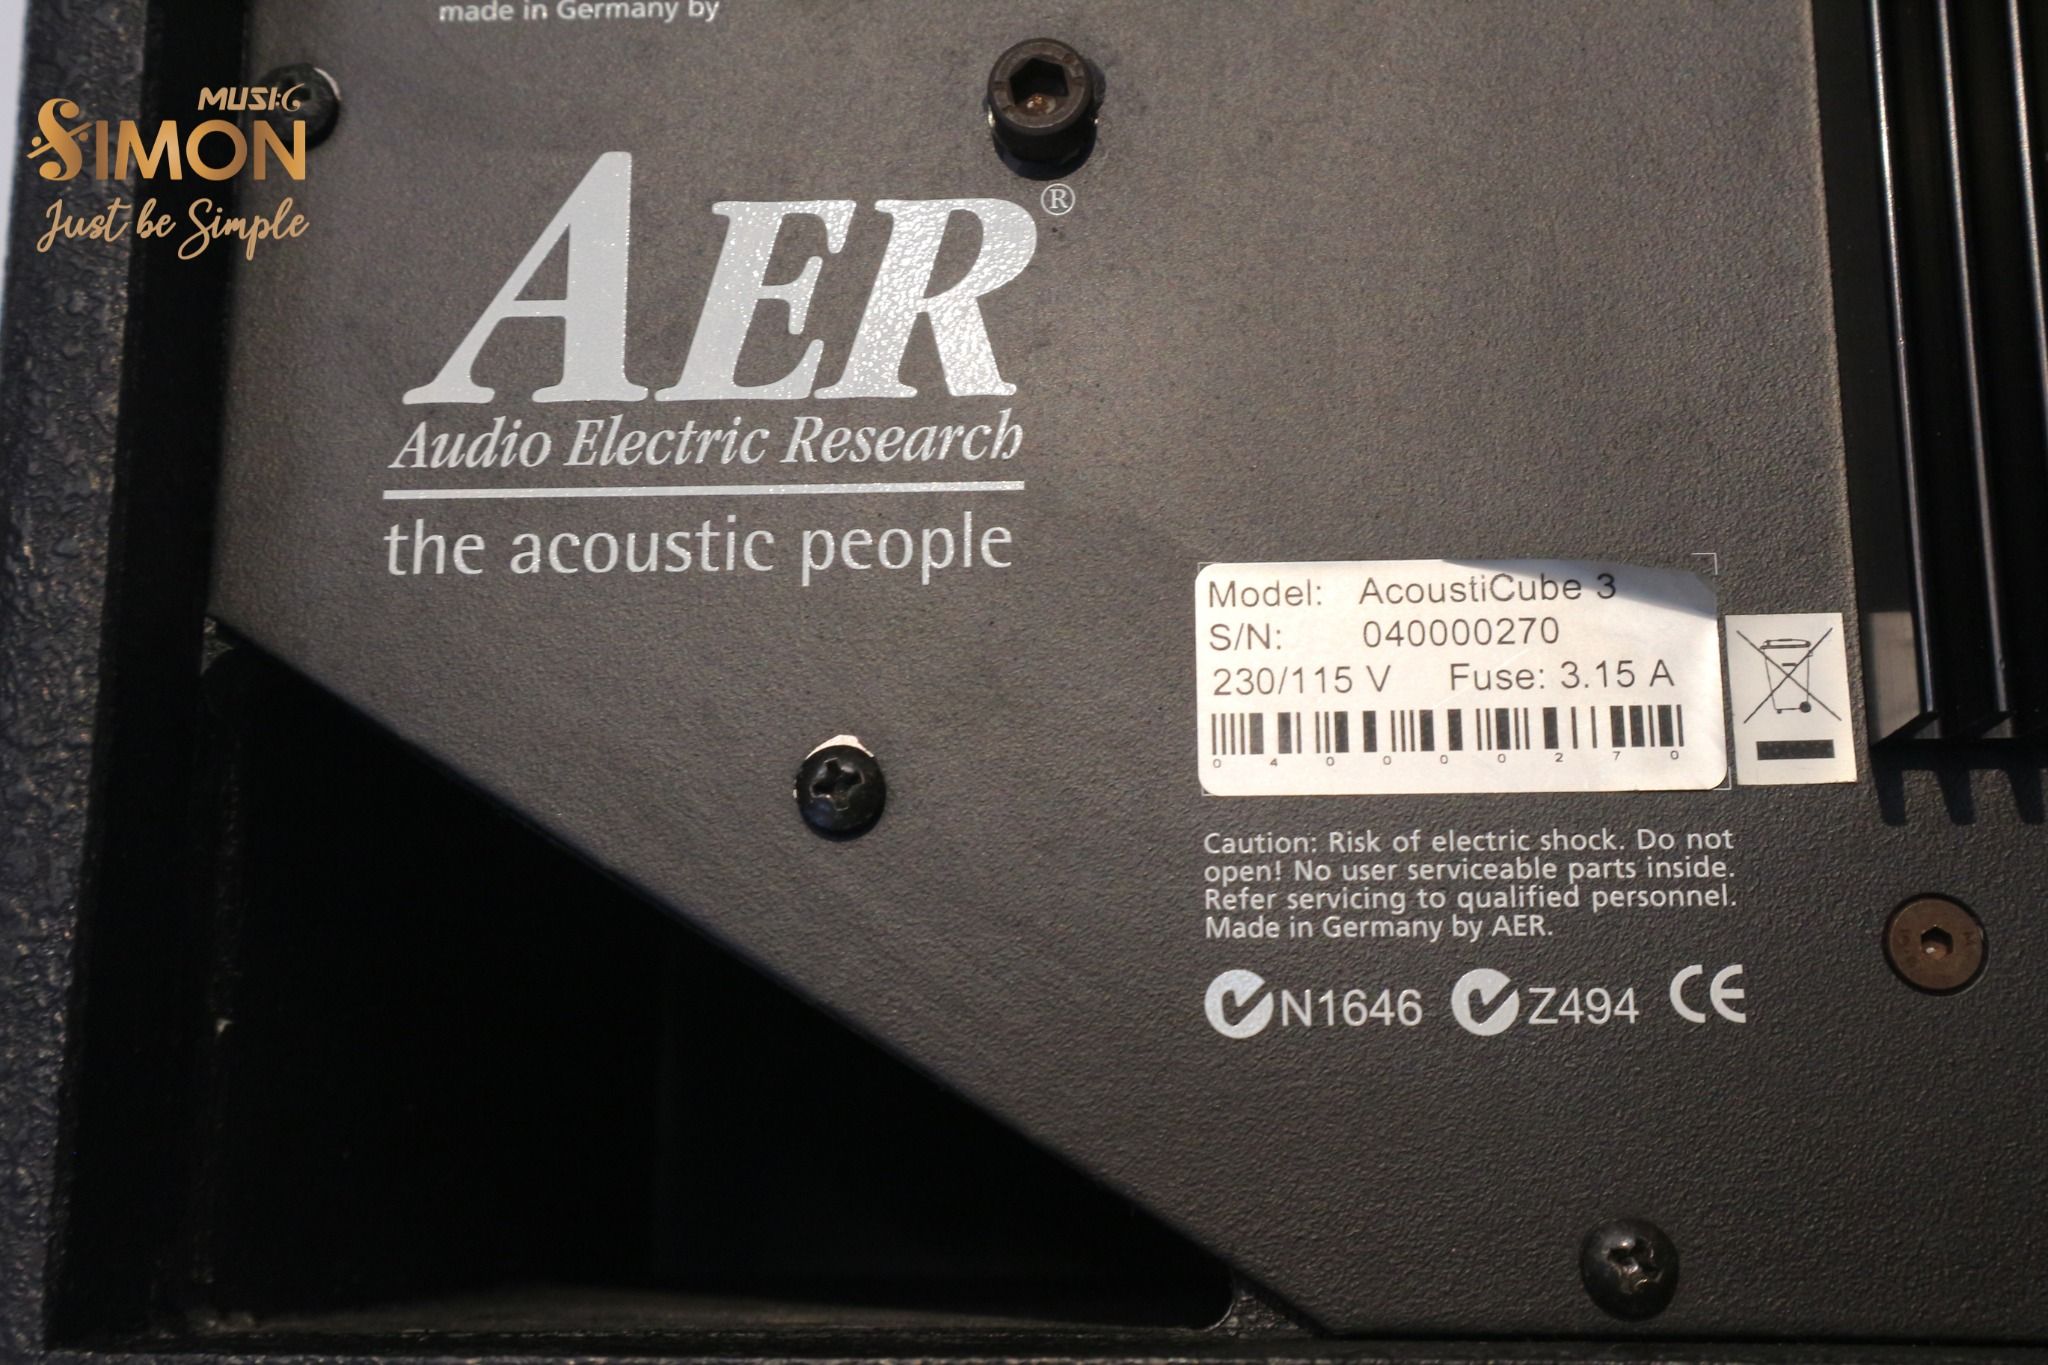 made in Germany by
MUSIC
SIMON
Just be Simple
AER®
Audio Electric Research
the acoustic people
Model: AcoustiCube 3
S/N: 040000270
230/115 V Fuse: 3.15 A
0 4 0 0 0 0 2 7 0
Caution: Risk of electric shock. Do not
open! No user serviceable parts inside.
Refer servicing to qualified personnel.
Made in Germany by AER.
N1646 Z494 CE